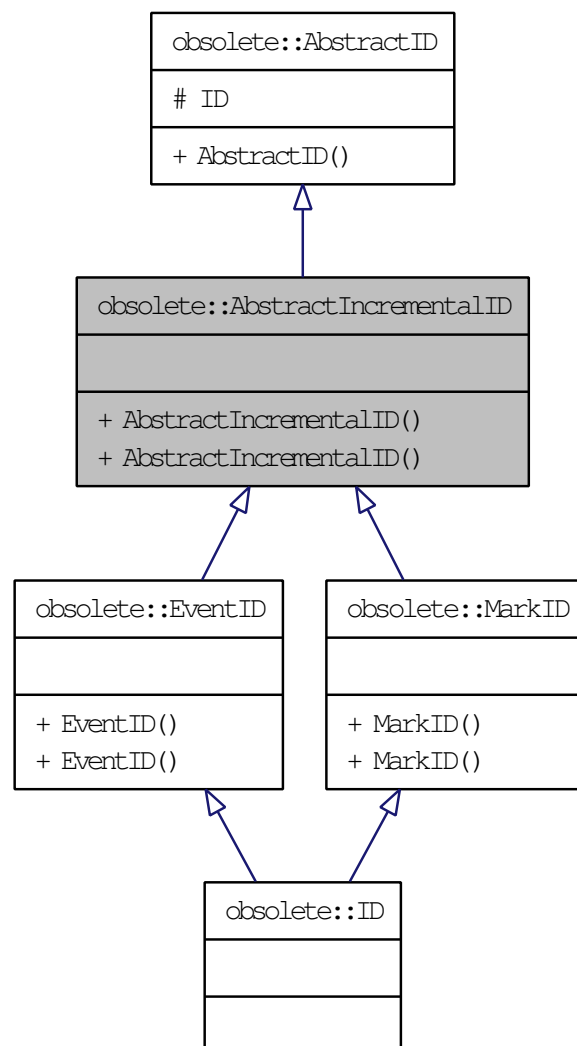 obsolete::AbstractID
# ID
+ AbstractID()
obsolete::AbstractIncrementalID
+ AbstractIncrementalID()
+ AbstractIncrementalID()
obsolete::EventID
+ EventID()
+ EventID()
obsolete::MarkID
+ MarkID()
+ MarkID()
obsolete::ID